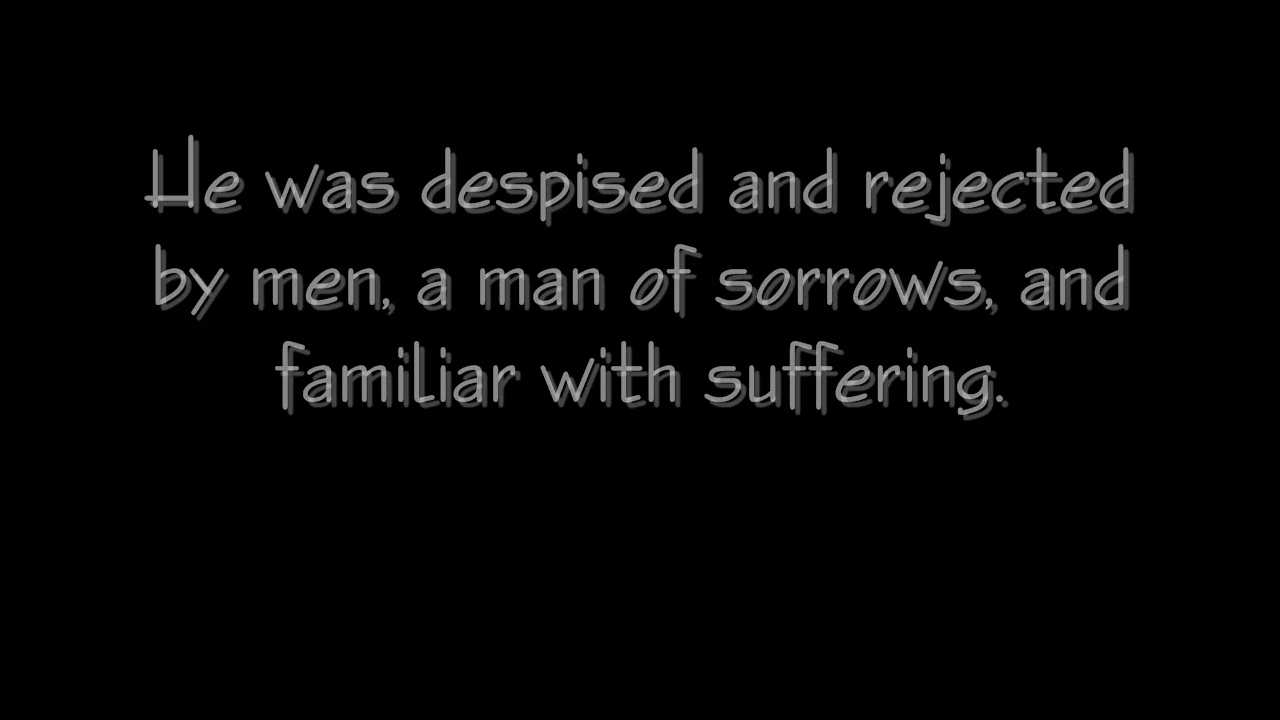 He was despised and rejected
by men, a man of sorrows, and
familiar with suffering.